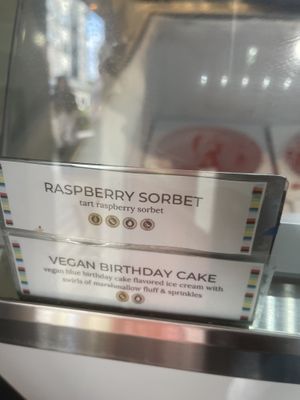 RASPBERRY SORBET
tart raspberry sorbet
VEGAN BIRTHDAY CAKE
vegan blue birthday cake flavored ice cream with
swirls of marshmallow fluff & sprinkles